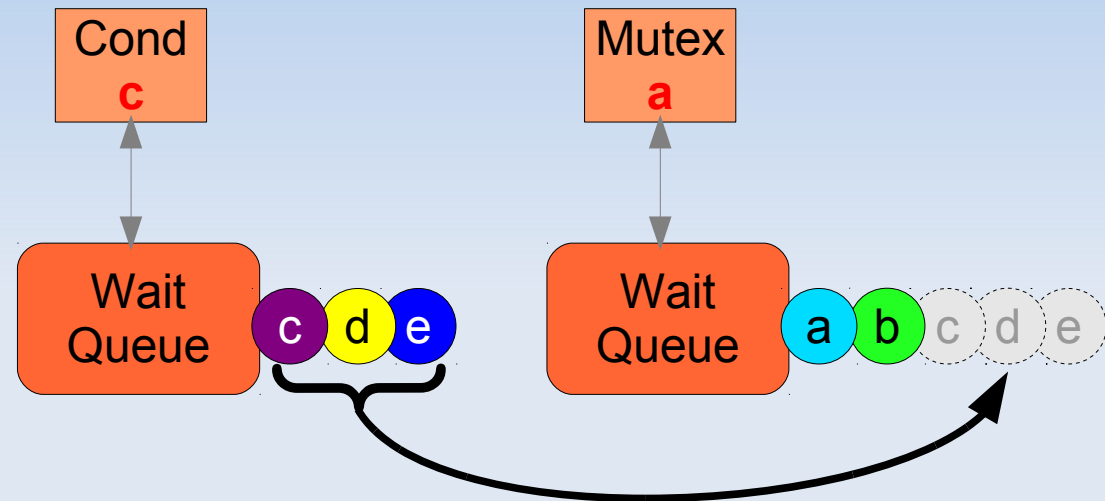 Cond
c
Mutex
a
Wait
Queue
c d e
Wait
Queue
a b c d e